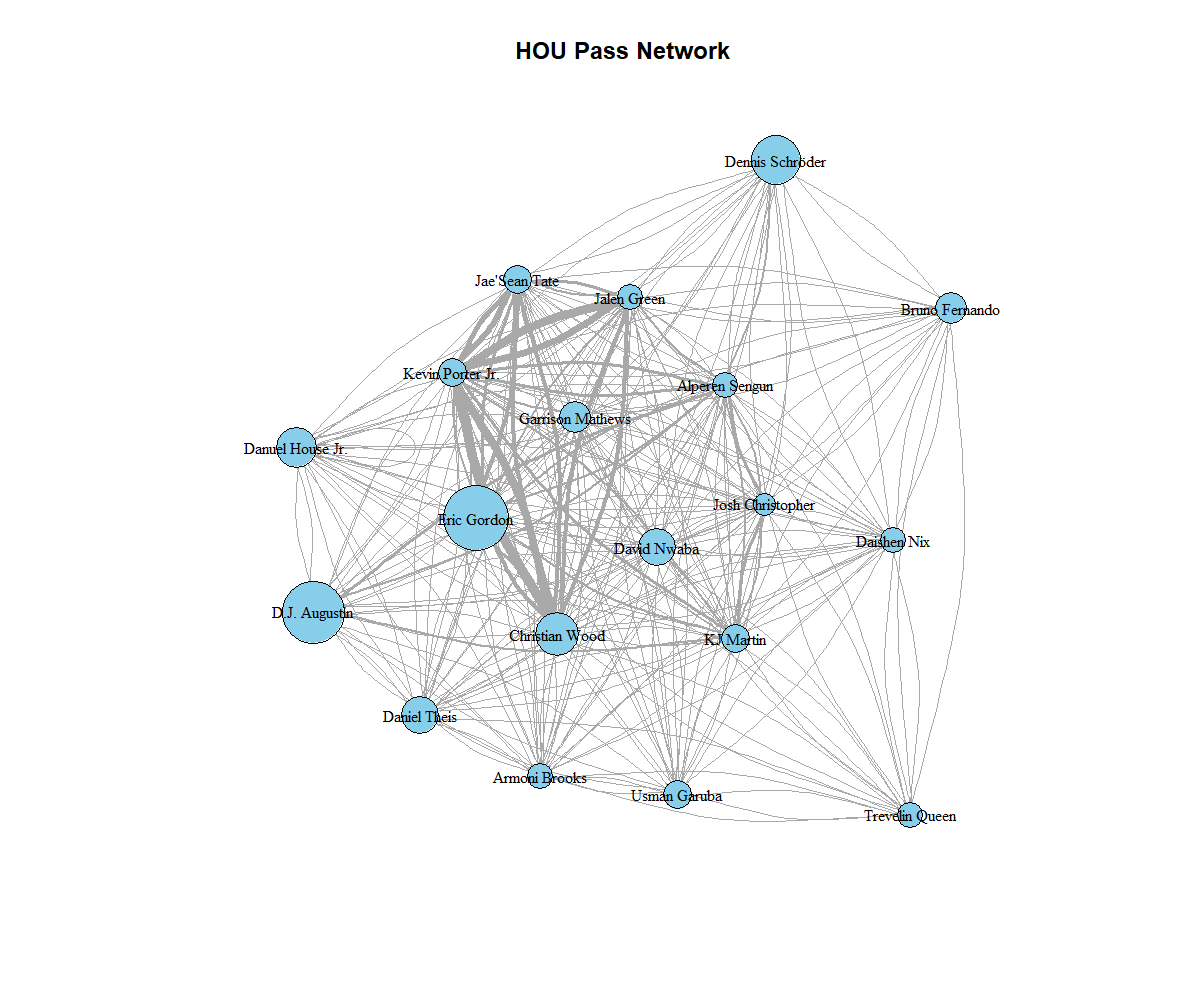 HOU Pass Network
Dennis Schröder
Jae'Sean Tate
Jalen Green
Bruno Fernando
Kevin Porter Jr.
Alperen Sengun
Garrison Mathews
Danuel House Jr.
Josh Christopher
Eric Gordon
Daishen Nix
David Nwaba
D.J. Augustin
Christian Wood
KJ Martin
Daniel Theis
Armoni Brooks
Usman Garuba
Trevelin Queen